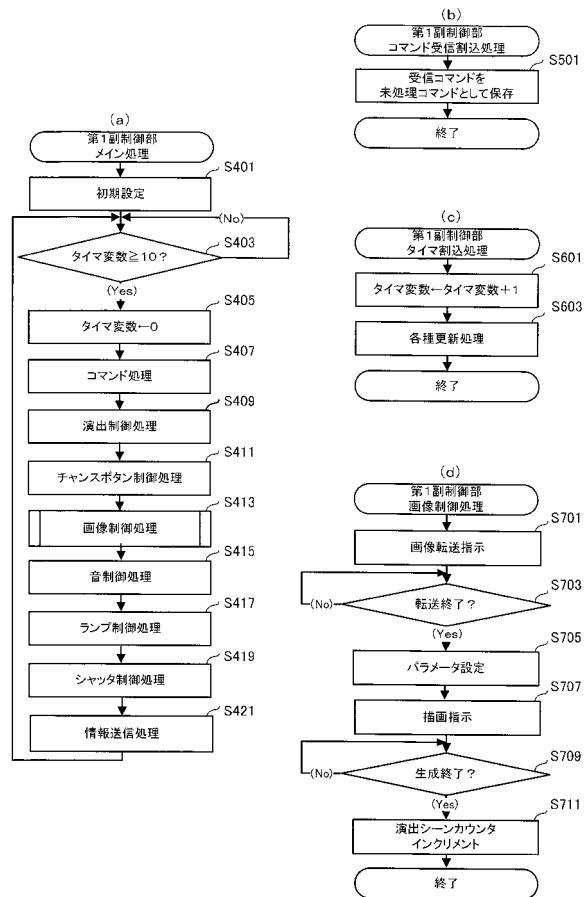 (a)
第1副制御部
メイン処理
S401
初期設定
(No)
S403
タイマ変数≧10?
(Yes)
S405
タイマ変数←0
S407
コマンド処理
S409
演出制御処理
S411
チャンスボタン制御処理
S413
画像制御処理
S415
音制御処理
S417
ランプ制御処理
S419
シャッタ制御処理
S421
情報送信処理
(b)
第1副制御部
コマンド受信割込処理
S501
受信コマンドを
未処理コマンドとして保存
終了
(c)
第1副制御部
タイマ割込処理
S601
タイマ変数←タイマ変数+1
S603
各種更新処理
終了
(d)
第1副制御部
画像制御処理
S701
画像転送指示
S703
転送終了?
(No)
(Yes)
S705
パラメータ設定
S707
描画指示
S709
生成終了?
(No)
(Yes)
S711
演出シーンカウンタ
インクリメント
終了